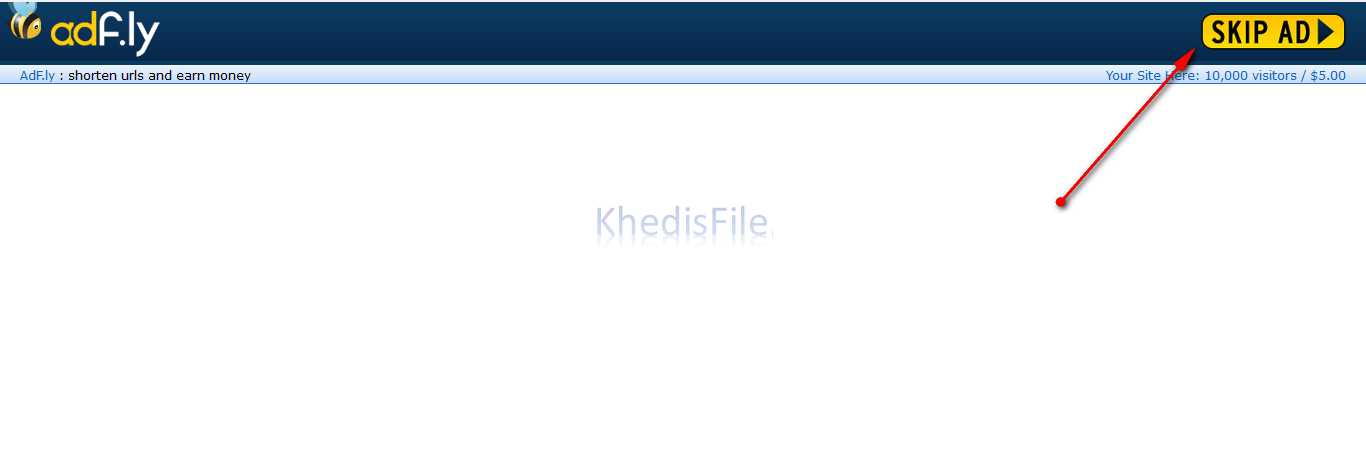 adf.ly
SKIP AD
AdF.ly : shorten urls and earn money
Your Site Here: 10,000 visitors / $5.00
KhedisFile.